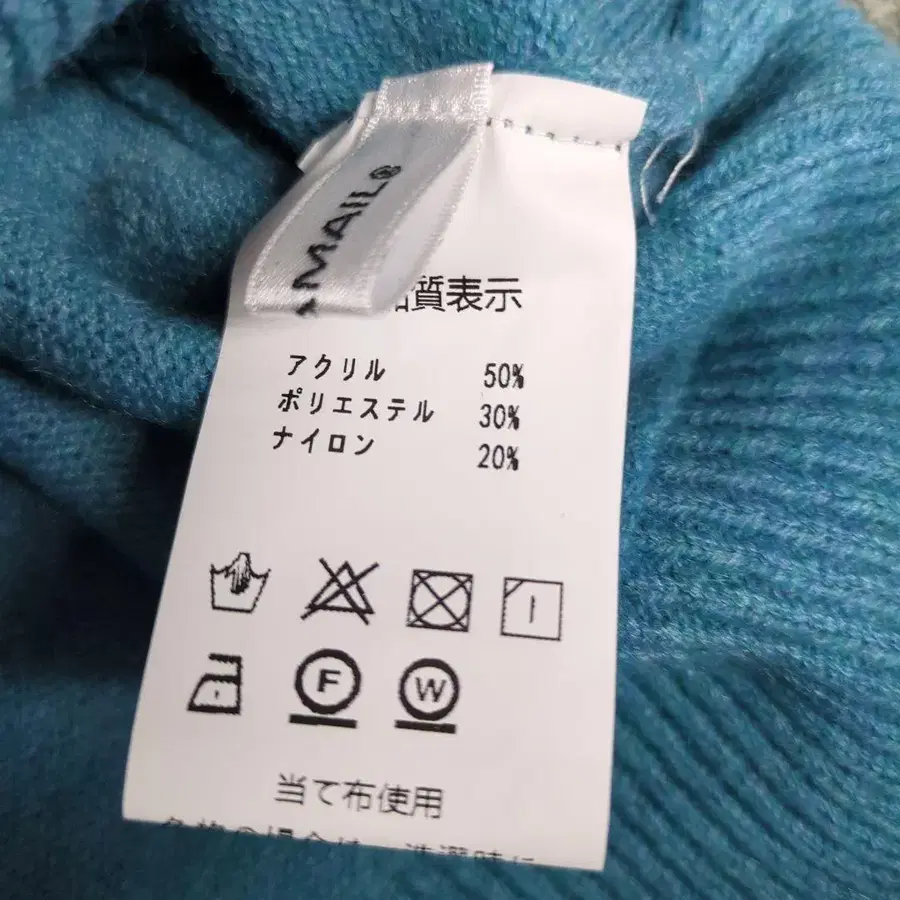 MAIL®
品質表示
アクリル 50%
ポリエステル 30%
ナイロン 20%
F
W
当て布使用